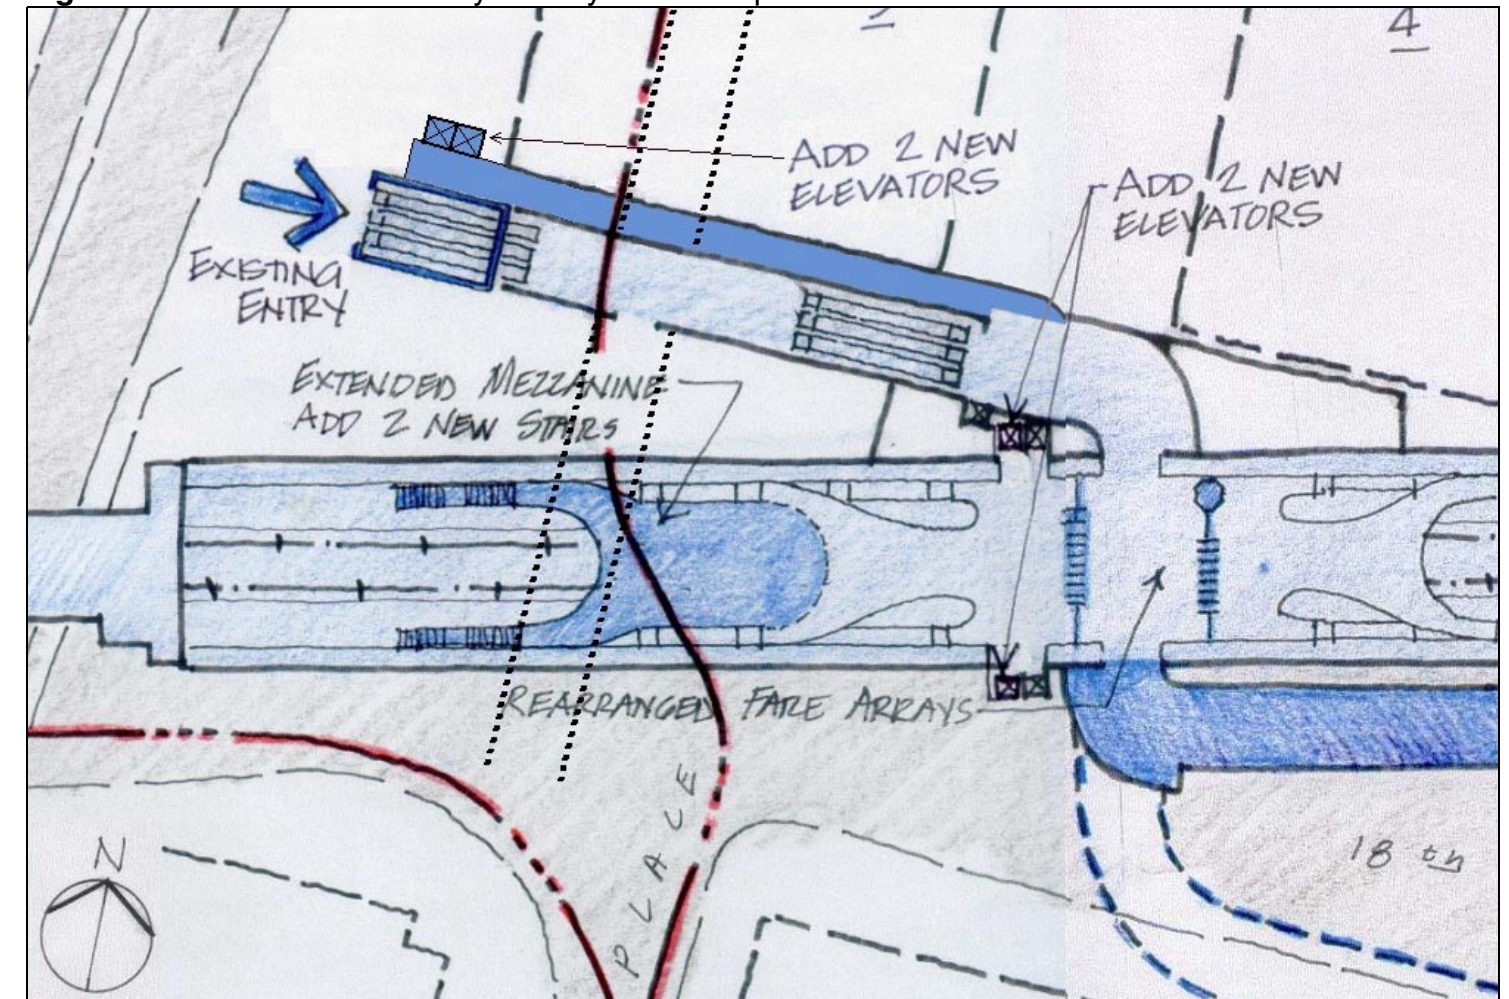 4
ADD 2 NEW
ELEVATORS
ADD 2 NEW
ELEVATORS
EXISTING
ENTRY
EXTENDED MEZZANINE
ADD 2 NEW STAIRS
REARRANGED FARE ARRAYS
PLACE
18 th
N